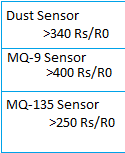 Dust Sensor
>340 Rs/R0
MQ-9 Sensor
>400 Rs/R0
MQ-135 Sensor
>250 Rs/R0